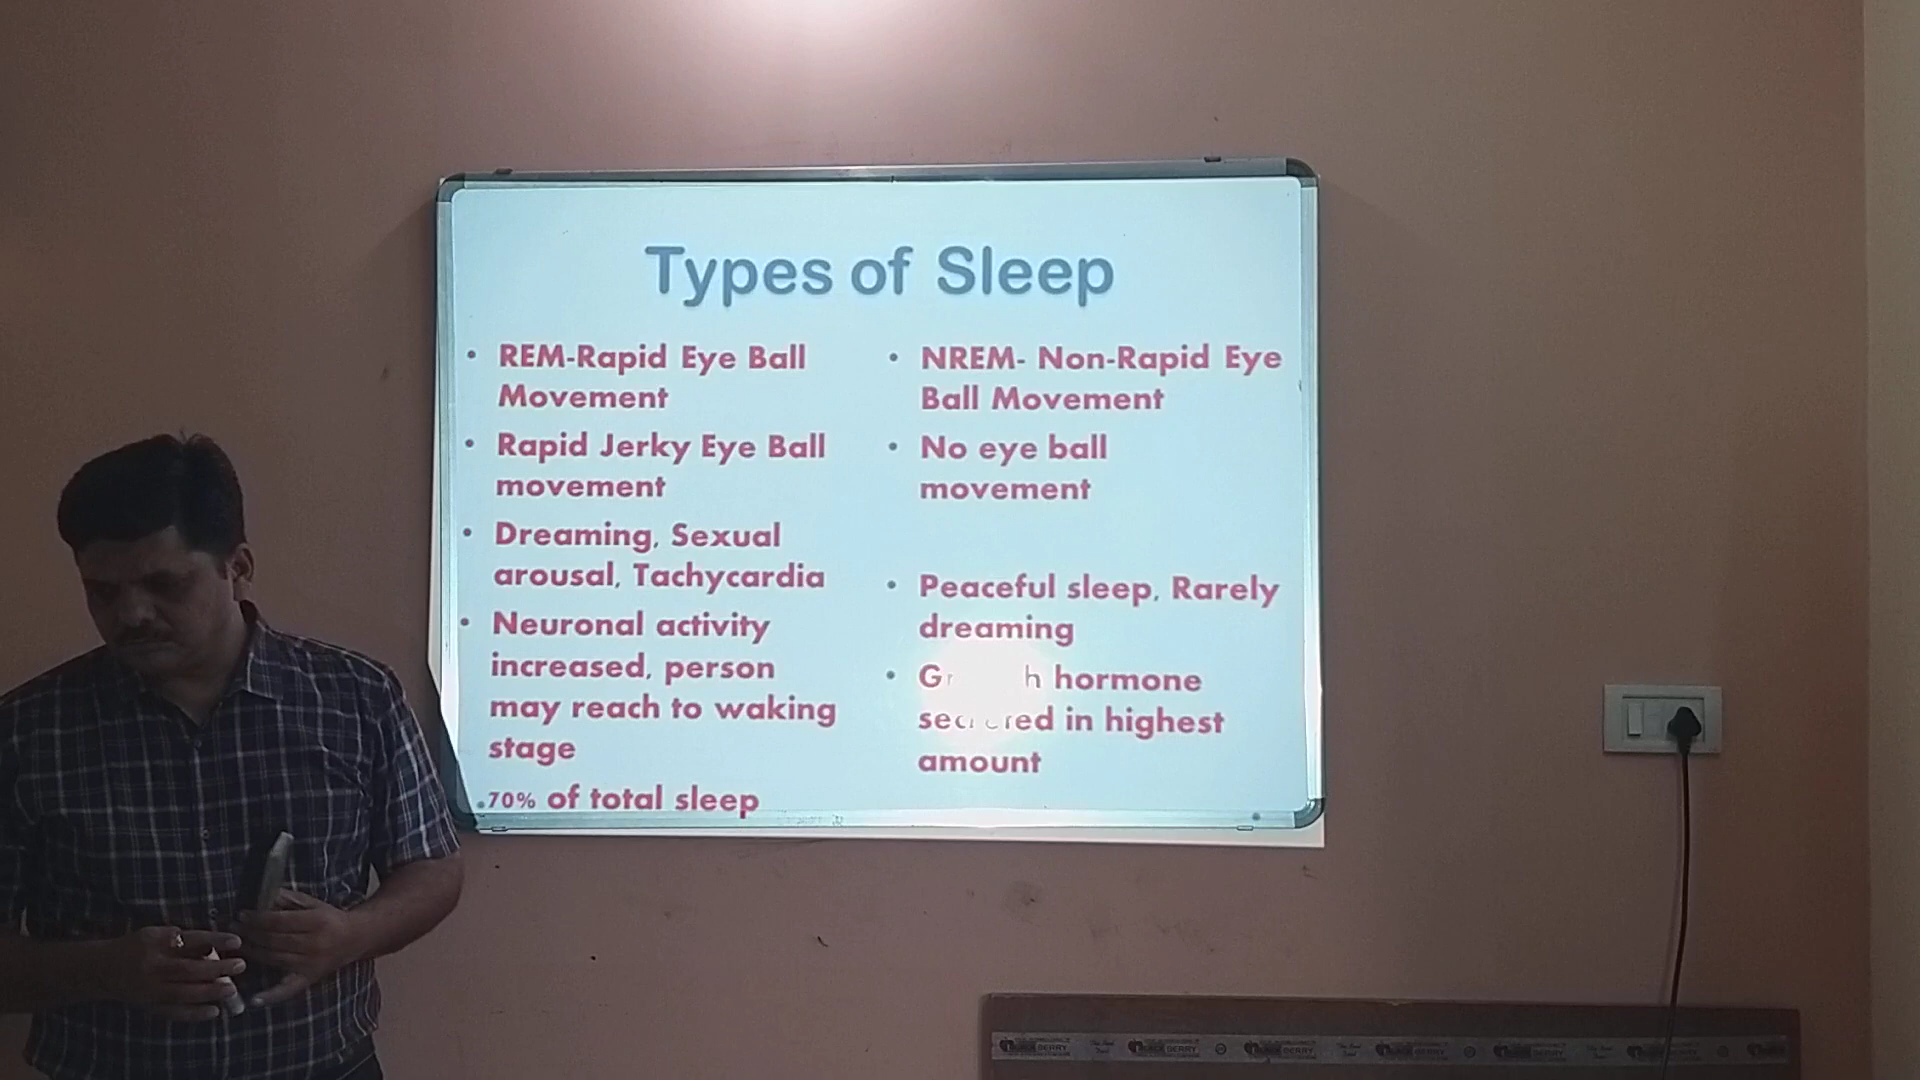 Types of Sleep
• REM-Rapid Eye Ball
Movement
• Rapid Jerky Eye Ball
movement
• Dreaming, Sexual
arousal, Tachycardia
• Neuronal activity
increased, person
may reach to waking
stage
•70% of total sleep
• NREM- Non-Rapid Eye
Ball Movement
• No eye ball
movement
• Peaceful sleep, Rarely
dreaming
• hormone
in highest
amount